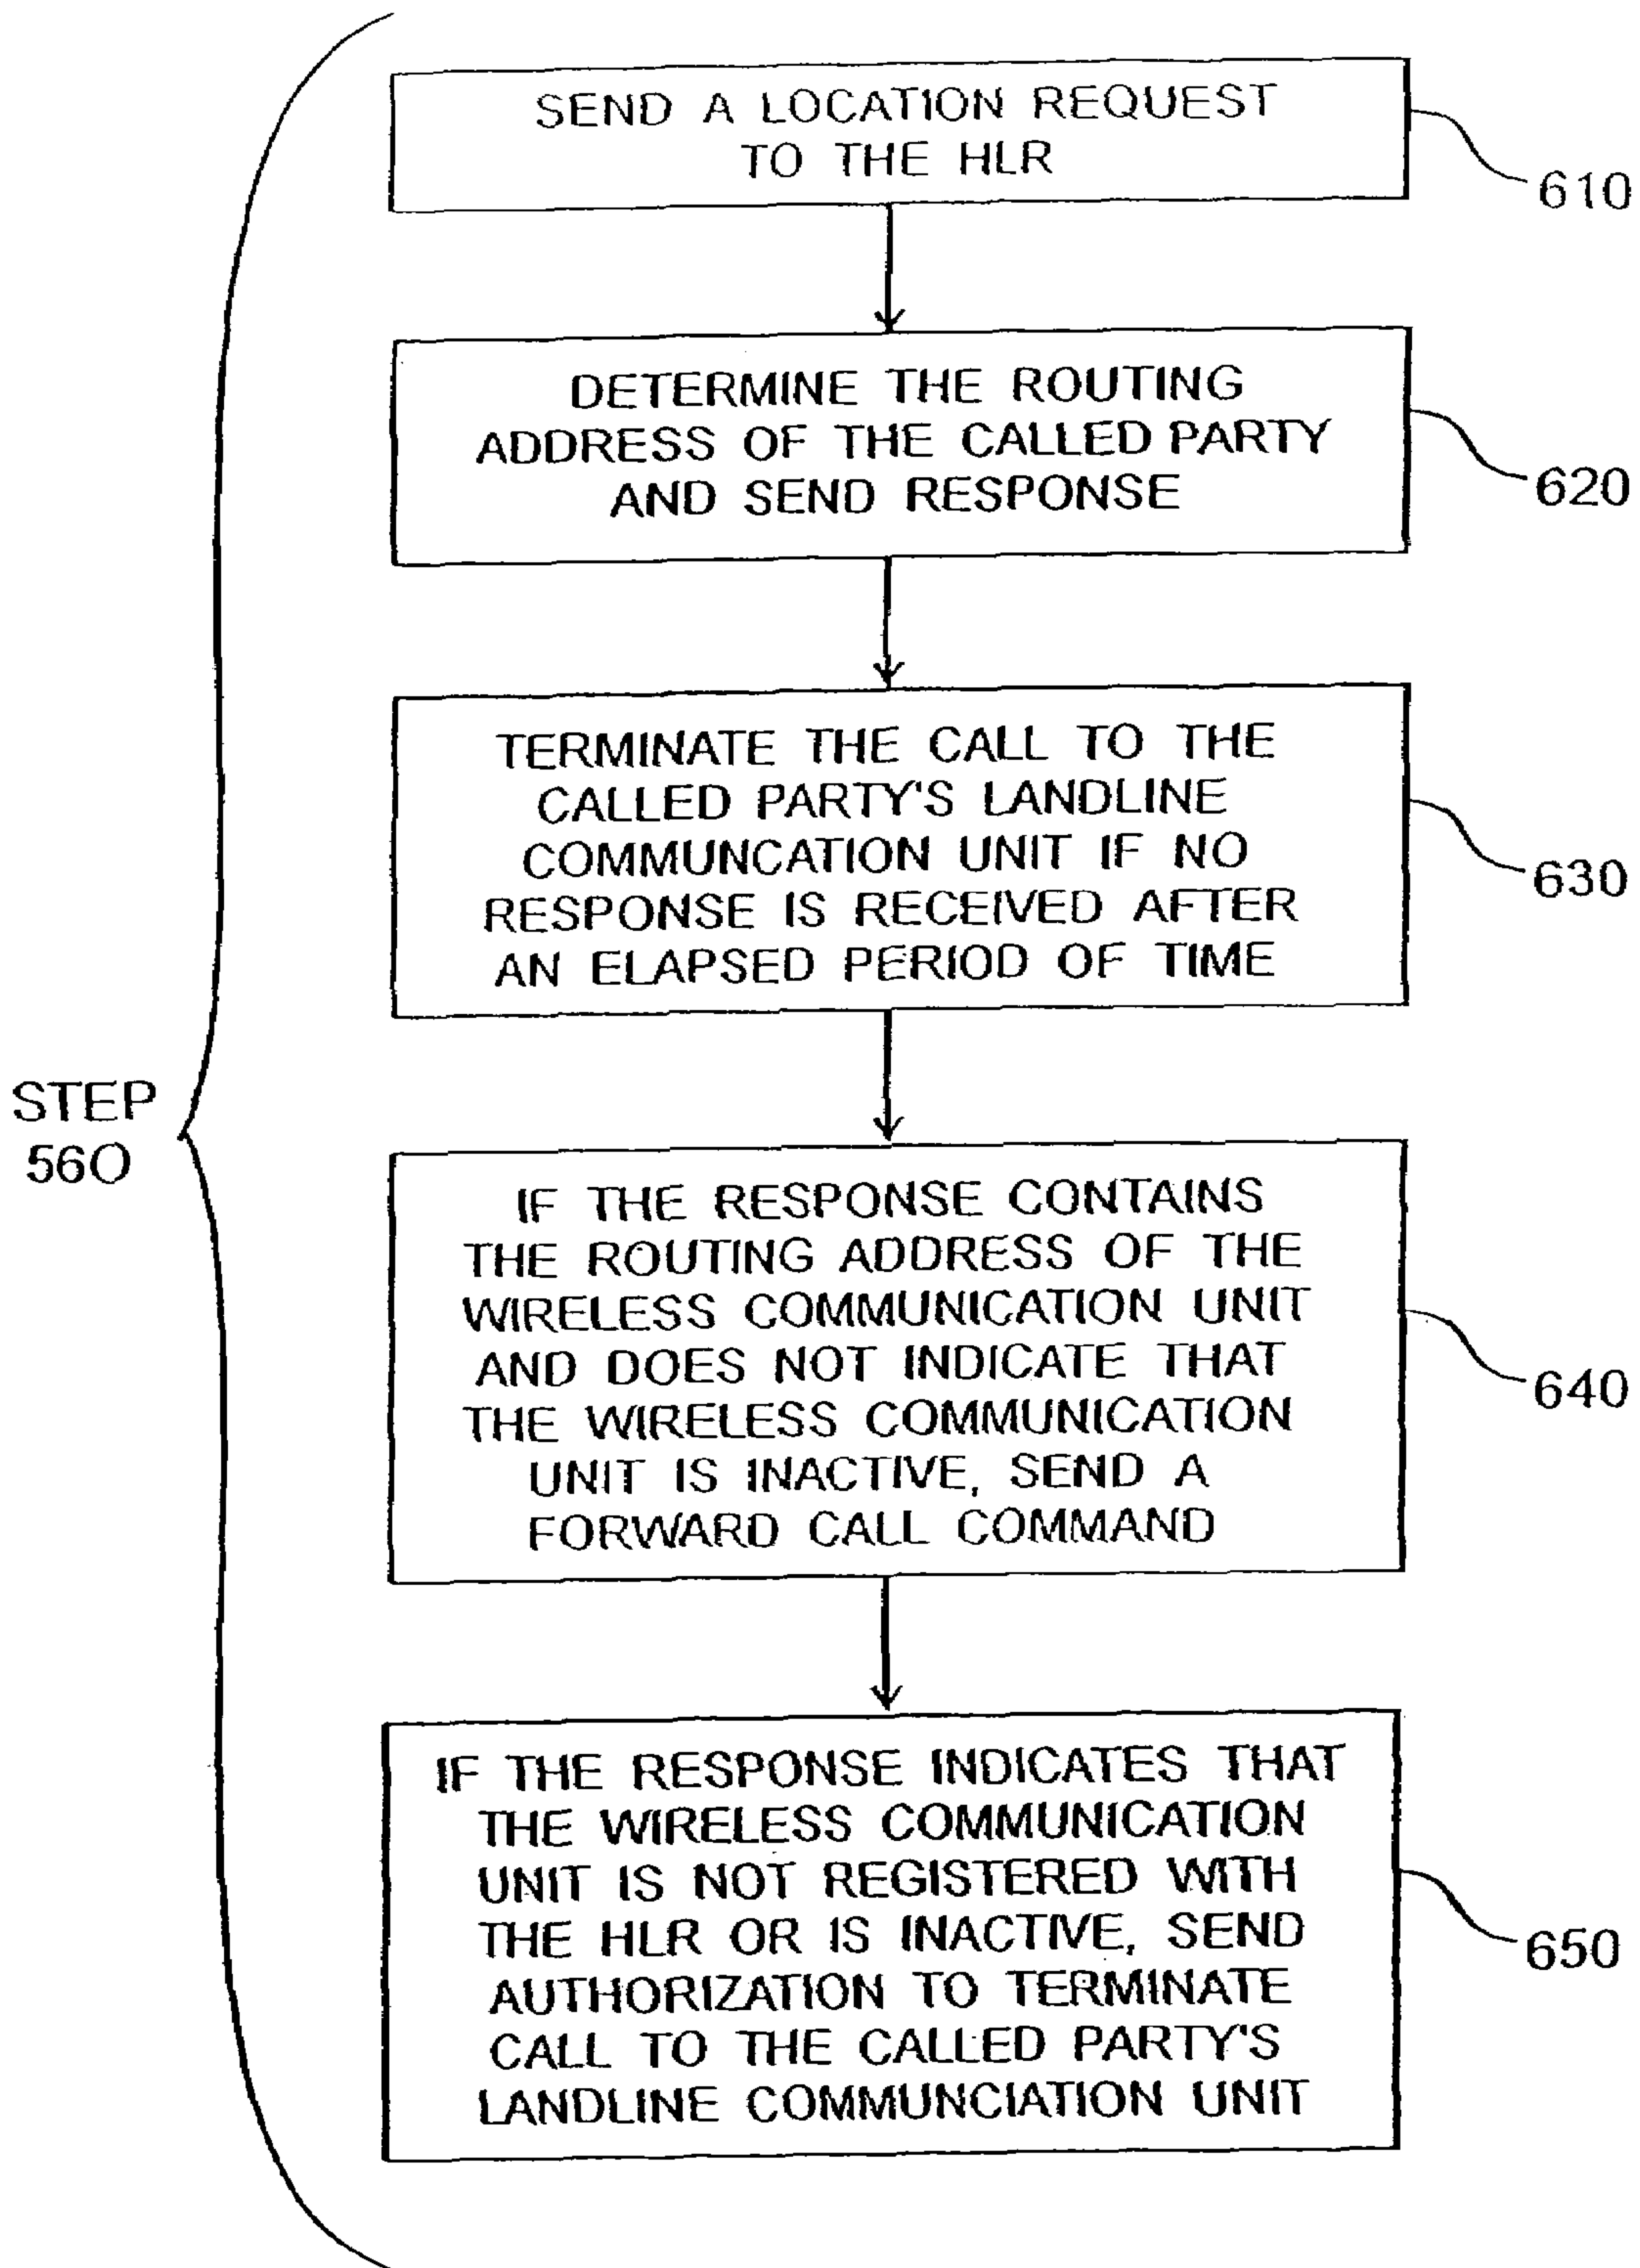 SEND A LOCATION REQUEST
TO THE HLR
610
DETERMINE THE ROUTING
ADDRESS OF THE CALLED PARTY
AND SEND RESPONSE
620
TERMINATE THE CALL TO THE
CALLED PARTY'S LANDLINE
COMMUNCATION UNIT IF NO
RESPONSE IS RECEIVED AFTER
AN ELAPSED PERIOD OF TIME
630
STEP
560
IF THE RESPONSE CONTAINS
THE ROUTING ADDRESS OF THE
WIRELESS COMMUNICATION UNIT
AND DOES NOT INDICATE THAT
THE WIRELESS COMMUNICATION
UNIT IS INACTIVE, SEND A
FORWARD CALL COMMAND
640
IF THE RESPONSE INDICATES THAT
THE WIRELESS COMMUNICATION
UNIT IS NOT REGISTERED WITH
THE HLR OR IS INACTIVE, SEND
AUTHORIZATION TO TERMINATE
CALL TO THE CALLED PARTY'S
LANDLINE COMMUNCIATION UNIT
650